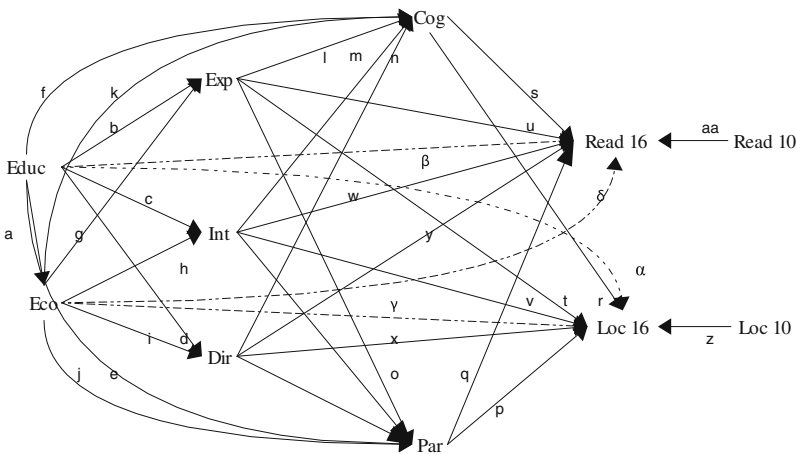 Cog
l m n
f k Exp s
b u aa
Read 16 Read 10
Educ β
c w δ
a g Int y
h α
Eco γ v t r
Loc 16 Loc 10
i d x z
Dir
j e o q
p
Par